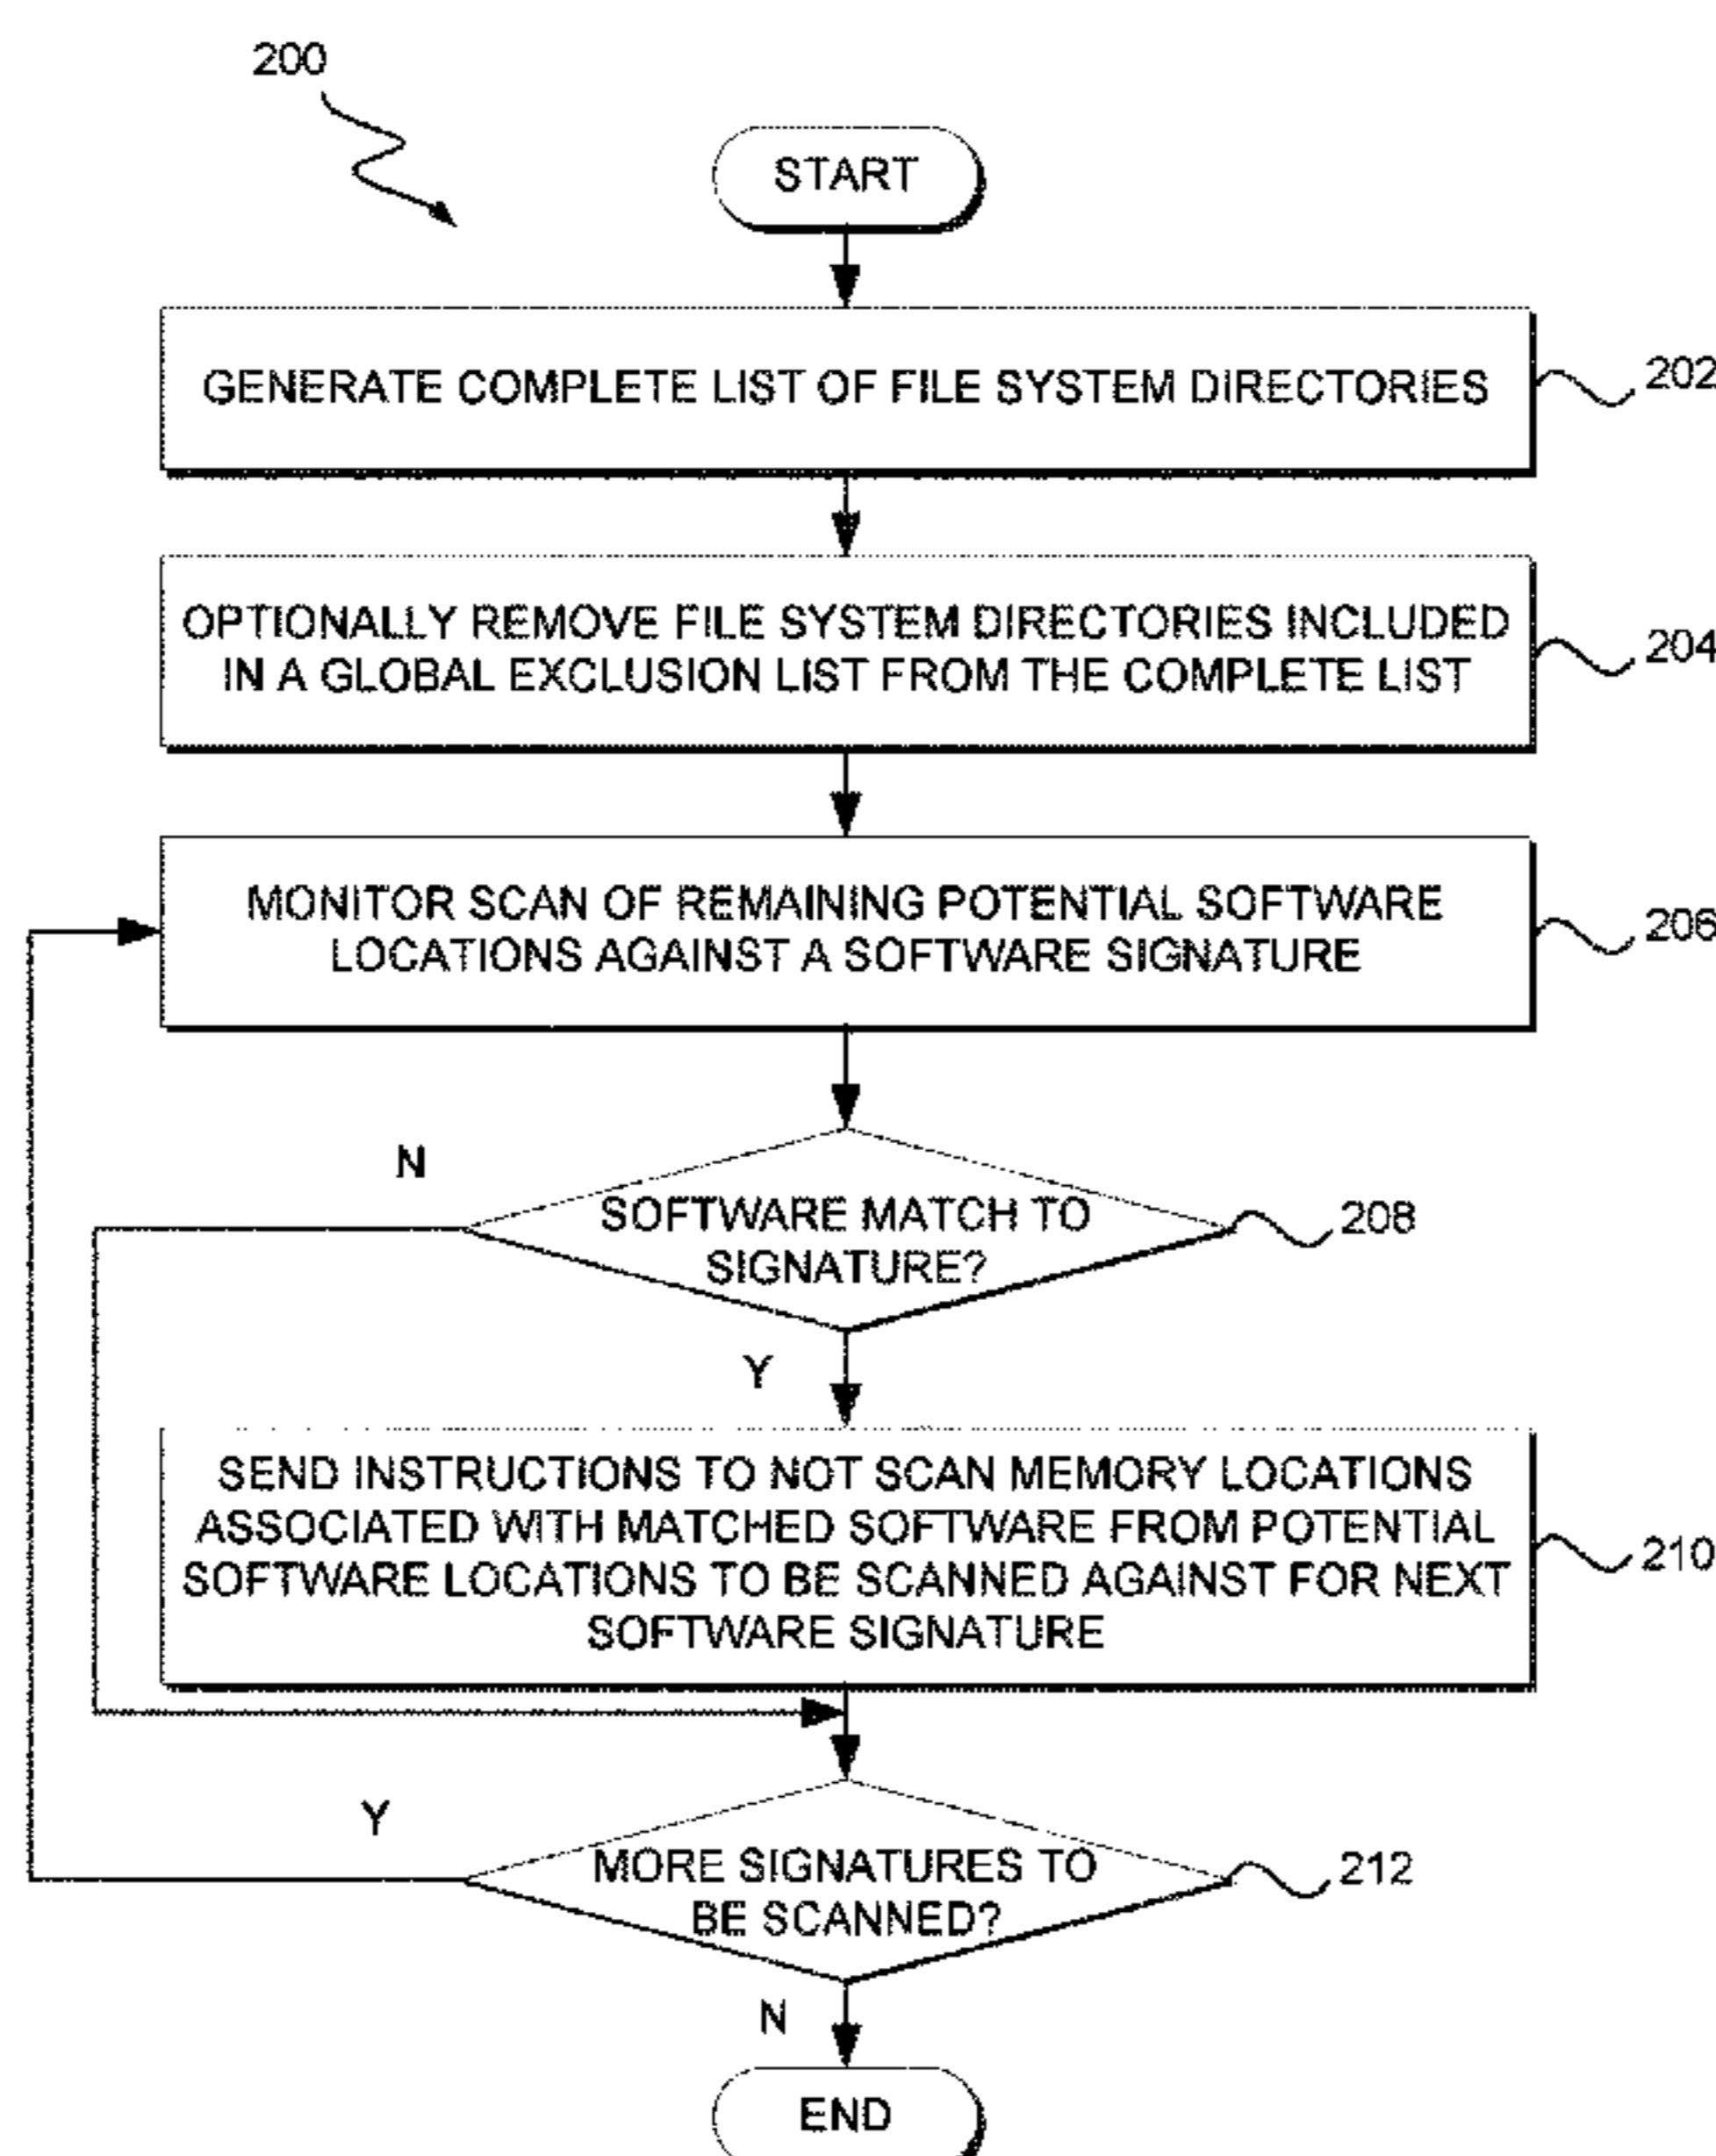 200
START
GENERATE COMPLETE LIST OF FILE SYSTEM DIRECTORIES
202
OPTIONALLY REMOVE FILE SYSTEM DIRECTORIES INCLUDED
IN A GLOBAL EXCLUSION LIST FROM THE COMPLETE LIST
204
MONITOR SCAN OF REMAINING POTENTIAL SOFTWARE
LOCATIONS AGAINST A SOFTWARE SIGNATURE
206
N
SOFTWARE MATCH TO
SIGNATURE?
208
Y
SEND INSTRUCTIONS TO NOT SCAN MEMORY LOCATIONS
ASSOCIATED WITH MATCHED SOFTWARE FROM POTENTIAL
SOFTWARE LOCATIONS TO BE SCANNED AGAINST FOR NEXT
SOFTWARE SIGNATURE
210
Y
MORE SIGNATURES TO
BE SCANNED?
212
N
END